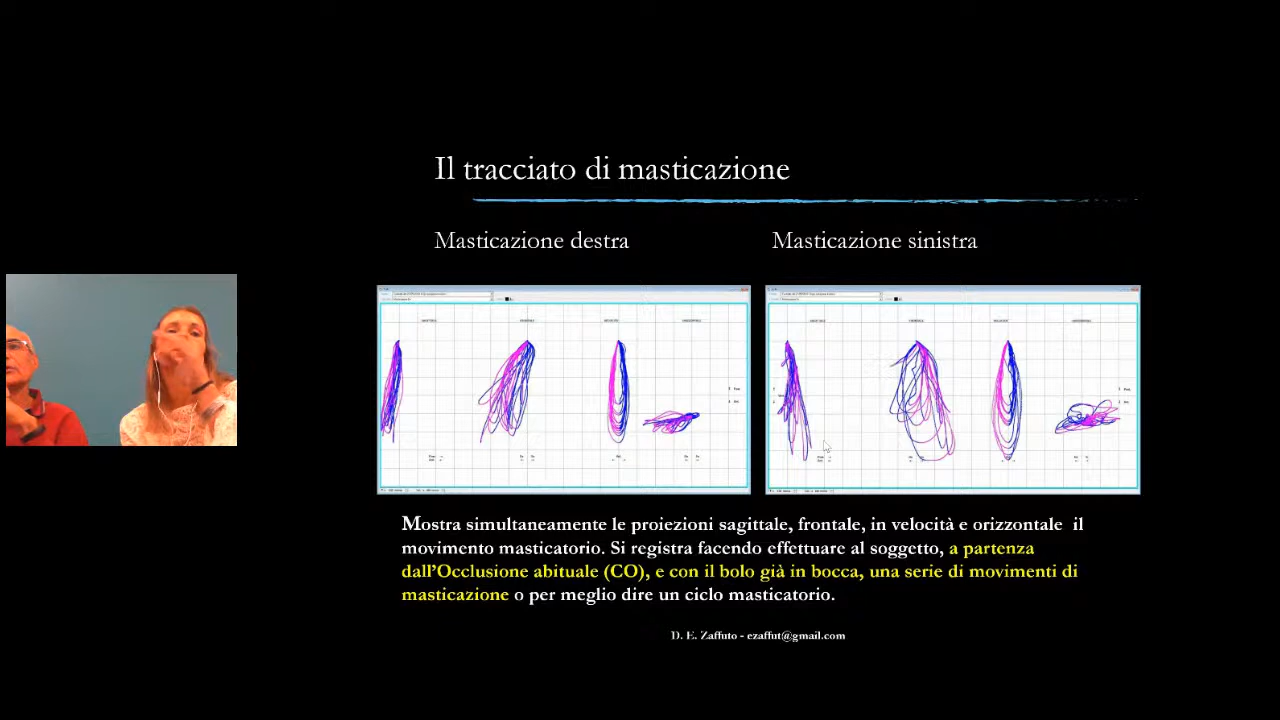 Il tracciato di masticazione
Masticazione destra
Masticazione sinistra
Mostra simultaneamente le proiezioni sagittale, frontale, in velocità e orizzontale il
movimento masticatorio. Si registra facendo effettuare al soggetto, a partenza
dall'Occlusione abituale (CO), e con il bolo già in bocca, una serie di movimenti di
masticazione o per meglio dire un ciclo masticatorio.
D. E. Zaffuto - ezaffut@gmail.com